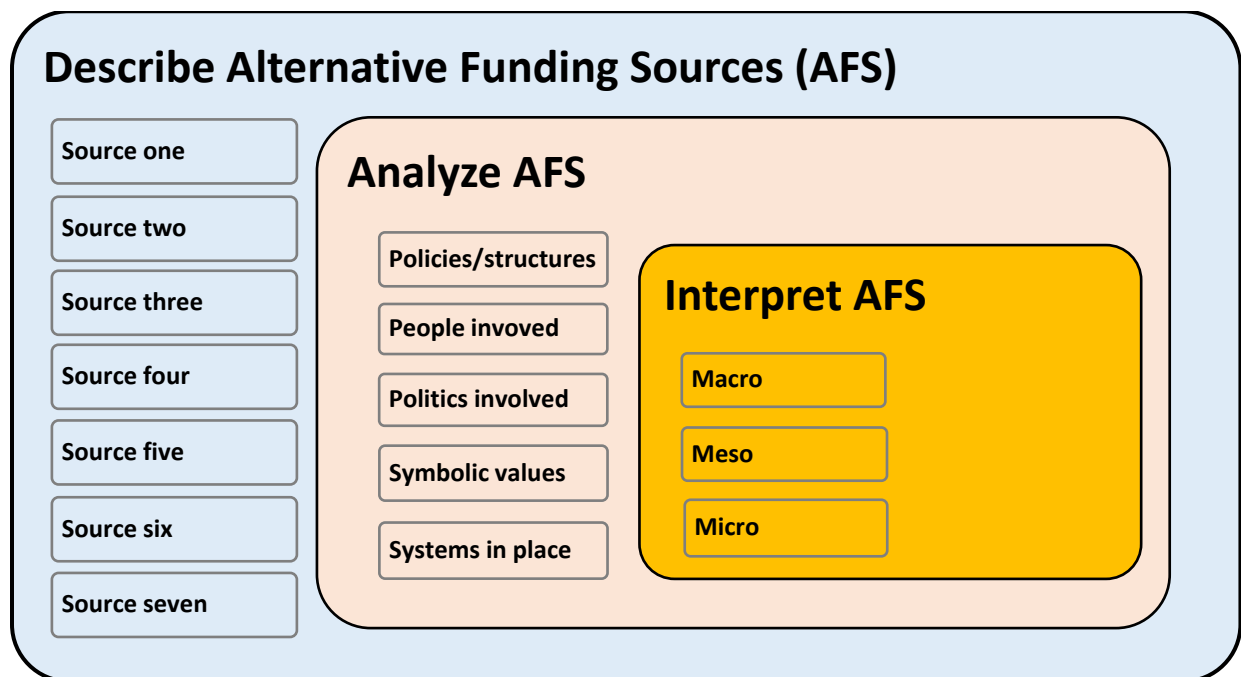 Describe Alternative Funding Sources (AFS)
Source one
Source two
Source three
Source four
Source five
Source six
Source seven
Analyze AFS
Policies/structures
People invoved
Politics involved
Symbolic values
Systems in place
Interpret AFS
Macro
Meso
Micro